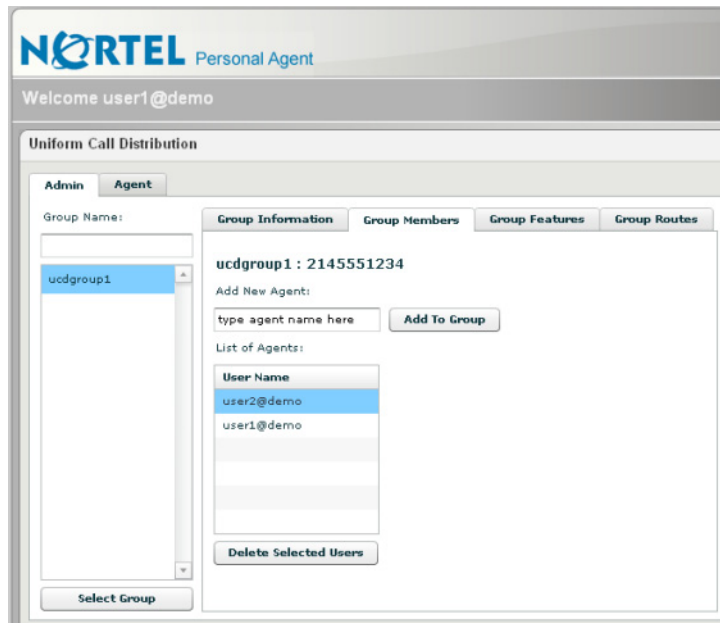 NORTEL Personal Agent
Welcome user1@demo
Uniform Call Distribution
Admin
Agent
Group Name:
ucdgroup1
Select Group
Group Information
Group Members
Group Features
Group Routes
ucdgroup1 : 2145551234
Add New Agent:
type agent name here
Add To Group
List of Agents:
User Name
user2@demo
user1@demo
Delete Selected Users